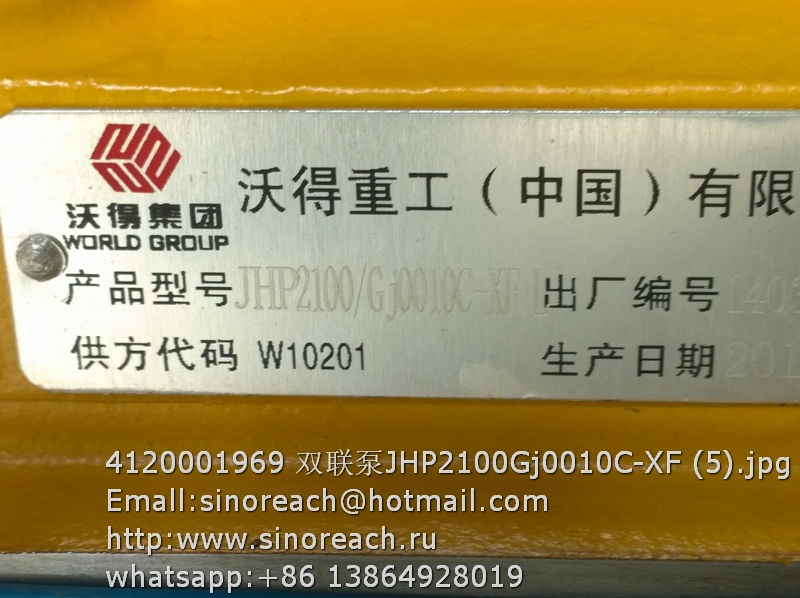 沃得集团
WORLD GROUP
沃得重工（中国）有限
产品型号 JHP2100/Gj0010C-XF L 出厂编号 1403
供方代码 W10201 生产日期 201
4120001969 双联泵JHP2100Gj0010C-XF (5).jpg
Emall:sinoreach@hotmail.com
http:www.sinoreach.ru
whatsapp:+86 13864928019